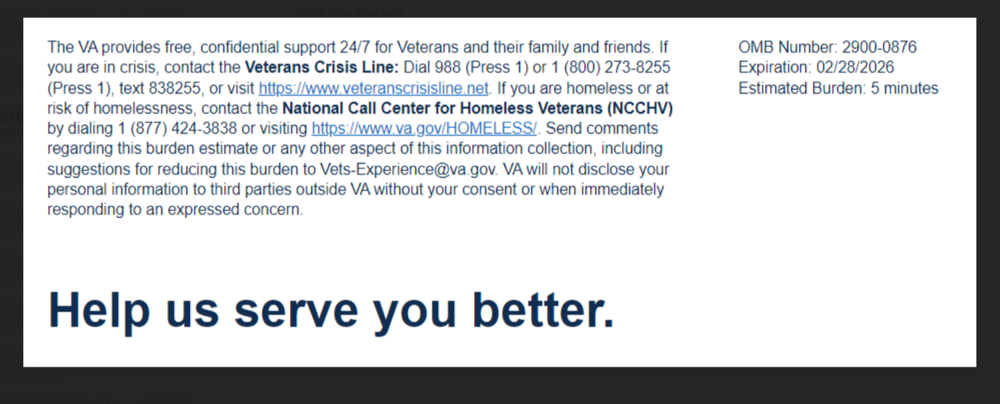 dont stay too late
The VA provides free, confidential support 24/7 for Veterans and their family and friends. If
you are in crisis, contact the Veterans Crisis Line: Dial 988 (Press 1) or 1 (800) 273-8255
(Press 1), text 838255, or visit https://www.veteranscrisisline.net. If you are homeless or at
risk of homelessness, contact the National Call Center for Homeless Veterans (NCCHV)
by dialing 1 (877) 424-3838 or visiting https://www.va.gov/HOMELESS/. Send comments
regarding this burden estimate or any other aspect of this information collection, including
suggestions for reducing this burden to Vets-Experience@va.gov. VA will not disclose your
personal information to third parties outside VA without your consent or when immediately
responding to an expressed concern.
OMB Number: 2900-0876
Expiration: 02/28/2026
Estimated Burden: 5 minutes
Help us serve you better.